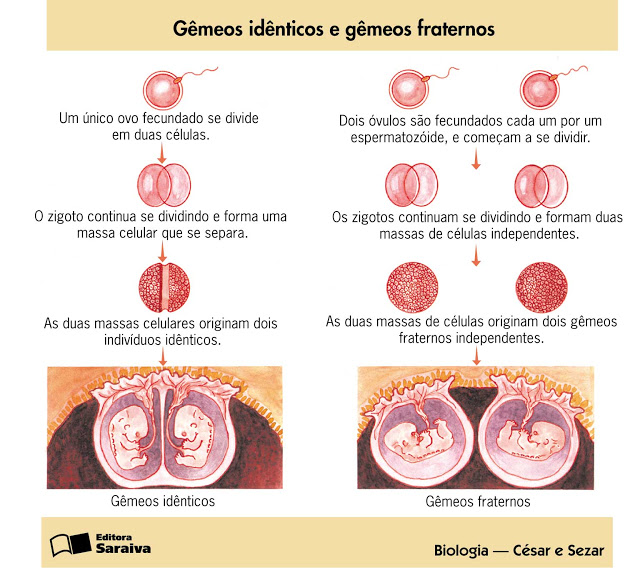 Gêmeos idênticos e gêmeos fraternos
Um único ovo fecundado se divide
em duas células.
O zigoto continua se dividindo e forma uma
massa celular que se separa.
As duas massas celulares originam dois
indivíduos idênticos.
Gêmeos idênticos
Dois óvulos são fecundados cada um por um
espermatozóide, e começam a se dividir.
Os zigotos continuam se dividindo e formam duas
massas de células independentes.
As duas massas de células originam dois gêmeos
fraternos independentes.
Gêmeos fraternos
Editora
Saraiva
Biologia — César e Sezar